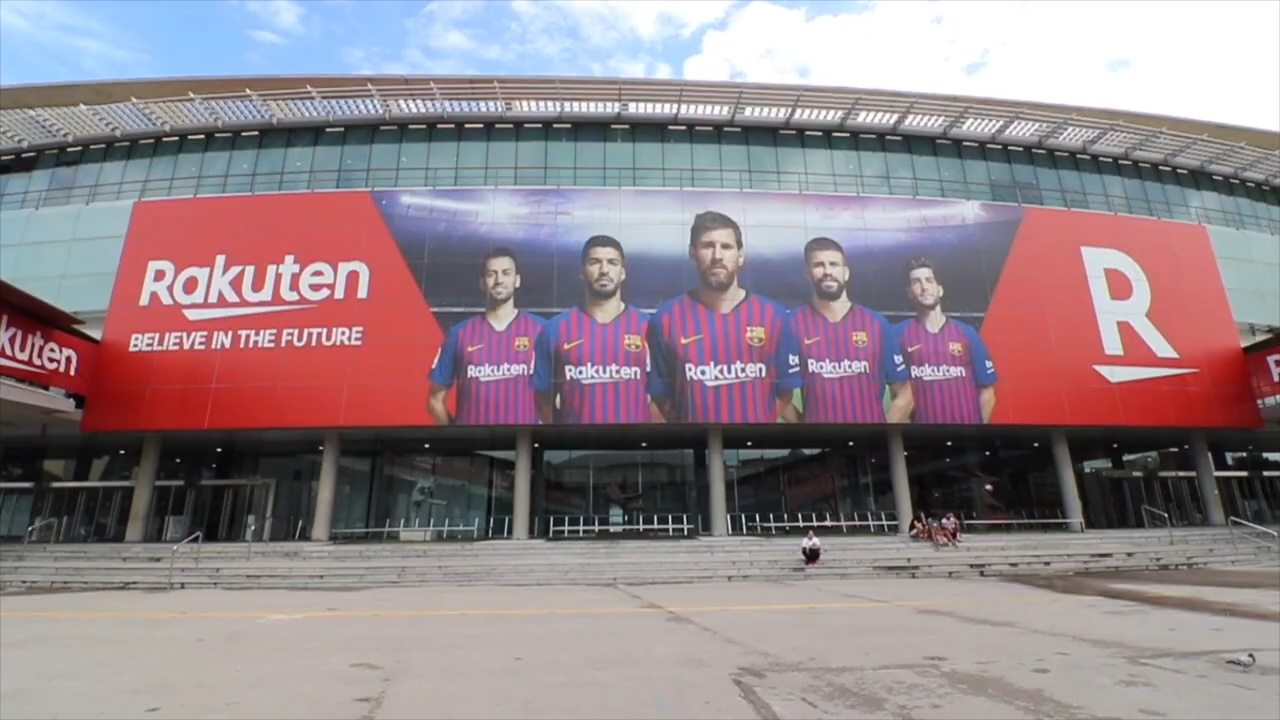 Rakuten
BELIEVE IN THE FUTURE
R
kuten
Rakuten
Rakuten
Rakuten
Rakuten
Rakuten